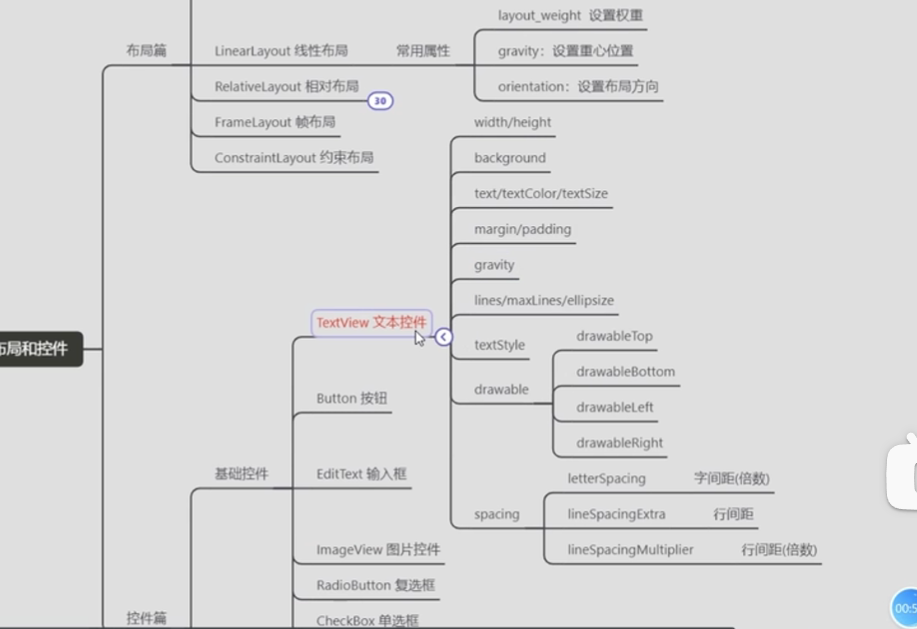 布局和控件
布局篇
LinearLayout 线性布局
常用属性
layout_weight 设置权重
gravity：设置重心位置
orientation：设置布局方向
RelativeLayout 相对布局
30
FrameLayout 帧布局
ConstraintLayout 约束布局
控件篇
基础控件
TextView 文本控件
width/height
background
text/textColor/textSize
margin/padding
gravity
lines/maxLines/ellipsize
textStyle
drawable
drawableTop
drawableBottom
drawableLeft
drawableRight
spacing
letterSpacing 字间距(倍数)
lineSpacingExtra 行间距
lineSpacingMultiplier 行间距(倍数)
Button 按钮
EditText 输入框
ImageView 图片控件
RadioButton 复选框
CheckBox 单选框